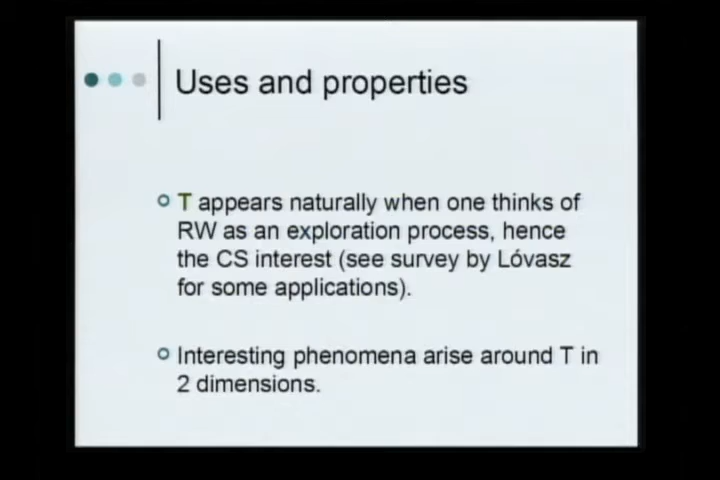 Uses and properties
T appears naturally when one thinks of
RW as an exploration process, hence
the CS interest (see survey by Lóvasz
for some applications).
Interesting phenomena arise around T in
2 dimensions.